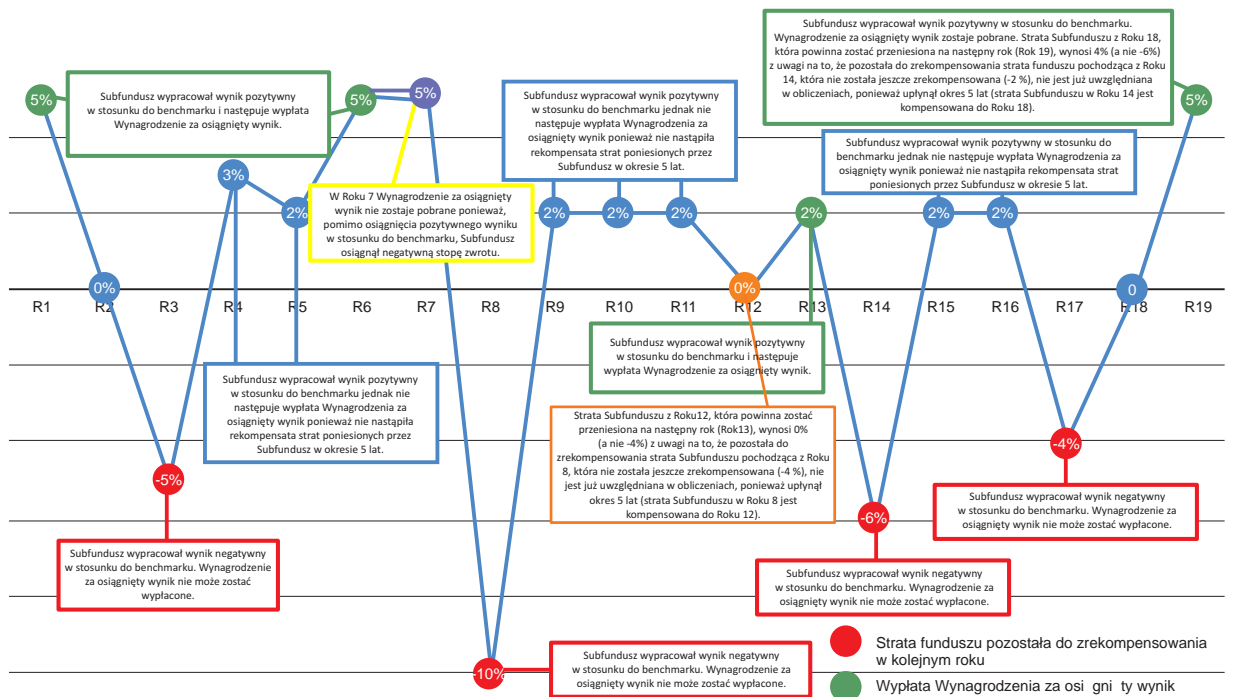 Subfundusz wypracował wynik pozytywny w stosunku do benchmarku.
Wynagrodzenie za osiągnięty wynik zostaje pobrane. Strata Subfunduszu z Roku 18,
która powinna zostać przeniesiona na następny rok (Rok 19), wynosi 4% (a nie -6%)
z uwagi na to, że pozostała do zrekompensowania strata funduszu pochodząca z Roku
14, która nie została jeszcze zrekompensowana (-2 %), nie jest już uwzględniana
w obliczeniach, ponieważ upłynął okres 5 lat (strata Subfunduszu w Roku 14 jest
kompensowana do Roku 18).
5%
Subfundusz wypracował wynik pozytywny
w stosunku do benchmarku i następuje wypłata
Wynagrodzenie za osiągnięty wynik.
5%
5%
Subfundusz wypracował wynik pozytywny
w stosunku do benchmarku jednak nie
następuje wypłata Wynagrodzenia za
osiągnięty wynik ponieważ nie nastąpiła
rekompensata strat poniesionych przez
Subfundusz w okresie 5 lat.
5%
Subfundusz wypracował wynik pozytywny w stosunku do
benchmarku jednak nie następuje wypłata Wynagrodzenia za
osiągnięty wynik ponieważ nie nastąpiła rekompensata strat
poniesionych przez Subfundusz w okresie 5 lat.
3%
2%
W Roku 7 Wynagrodzenie za osiągnięty
wynik nie zostaje pobrane ponieważ,
pomimo osiągnięcia pozytywnego wyniku
w stosunku do benchmark, Subfundusz
osiągnął negatywną stopę zwrotu.
2%
2%
2%
2%
2%
2%
0%
0%
0
R1
R2
R3
R4
R5
R6
R7
R8
R9
R10
R11
R12
R13
R14
R15
R16
R17
R18
R19
Subfundusz wypracował wynik pozytywny
w stosunku do benchmarku i następuje
wypłata Wynagrodzenie za osiągnięty wynik.
Subfundusz wypracował wynik pozytywny
w stosunku do benchmarku jednak nie
następuje wypłata Wynagrodzenia za
osiągnięty wynik ponieważ nie nastąpiła
rekompensata strat poniesionych przez
Subfundusz w okresie 5 lat.
Strata Subfunduszu z Roku12, która powinna zostać
przeniesiona na następny rok (Rok13), wynosi 0%
(a nie -4%) z uwagi na to, że pozostała do
zrekompensowania strata Subfunduszu pochodząca z Roku
8, która nie została jeszcze zrekompensowana (-4 %), nie
jest już uwzględniana w obliczeniach, ponieważ upłynął
okres 5 lat (strata Subfunduszu w Roku 8 jest
kompensowana do Roku 12).
-4%
-5%
Subfundusz wypracował wynik negatywny
w stosunku do benchmarku. Wynagrodzenie za
osiągnięty wynik nie może zostać wypłacone.
-6%
Subfundusz wypracował wynik negatywny
w stosunku do benchmarku. Wynagrodzenie
za osiągnięty wynik nie może zostać
wypłacone.
Subfundusz wypracował wynik negatywny
w stosunku do benchmarku. Wynagrodzenie za
osiągnięty wynik nie może zostać wypłacone.
-10%
Subfundusz wypracował wynik negatywny
w stosunku do benchmarku. Wynagrodzenie za
osiągnięty wynik nie może zostać wypłacone.
Strata funduszu pozostała do zrekompensowania
w kolejnym roku
Wypłata Wynagrodzenia za osi gni ty wynik